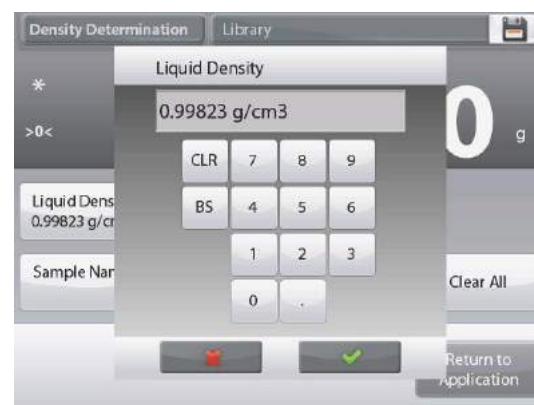 Density Determination Library
Liquid Density
*
0.99823 g/cm3
>0<
0 g
CLR 7 8 9
Liquid Dens
0.99823 g/cr
BS 4 5 6
1 2 3
Sample Nar
Clear All
0 .
Return to
Application